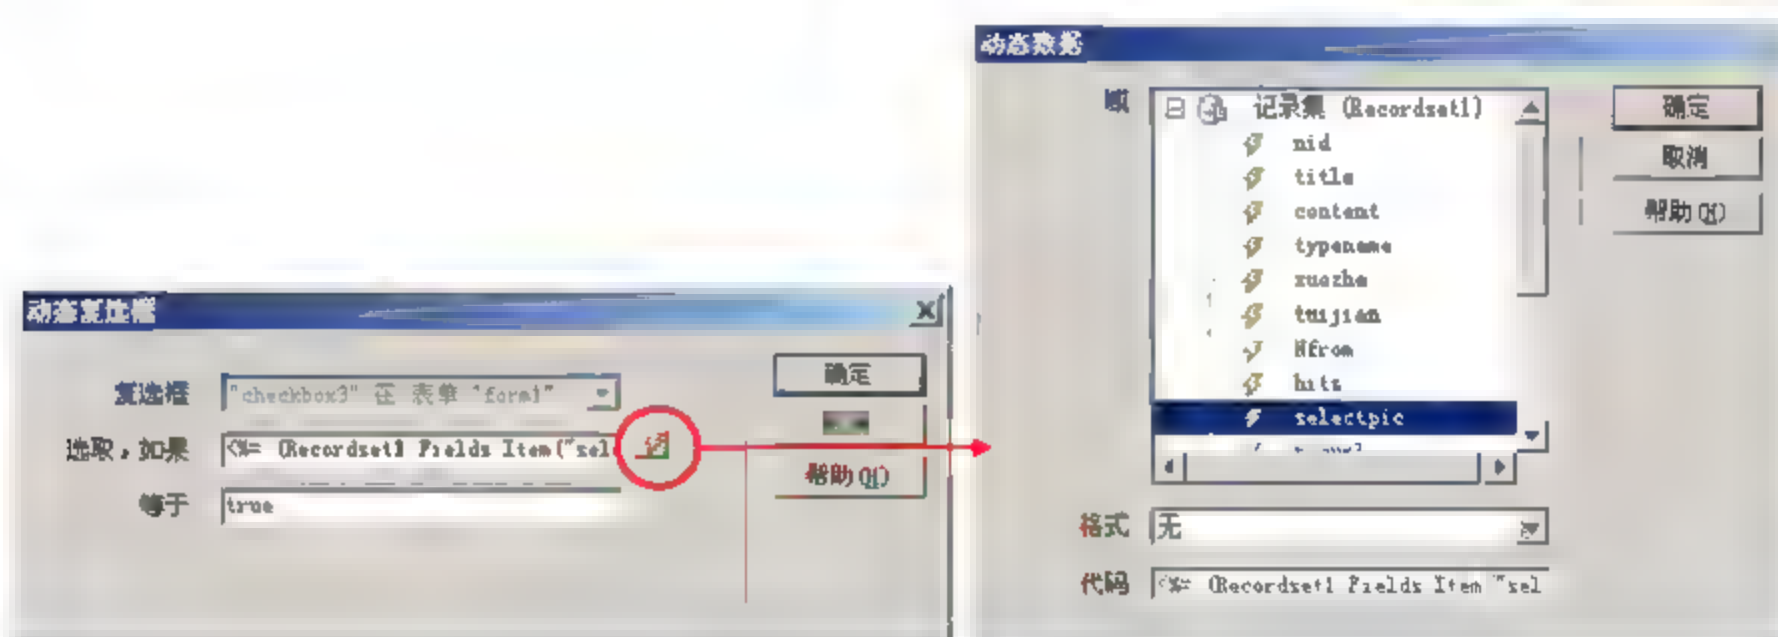 动态数据
域
记录集 (Recordset1)
确定
nid
取消
title
content
帮助(H)
typename
zuozhe
动态复选框
tuijian
Nfrom
确定
复选框
"checkbox3" 在 表单 "form1"
hits
selectpic
选取，如果
<%= (Recordset1 Fields Item("sel
帮助(H)
等于
true
格式
无
代码
<%= (Recordset1 Fields Item "sel